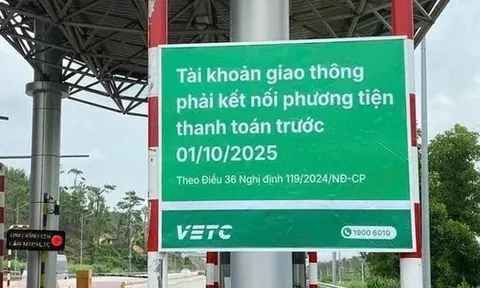 Tài khoản giao thông
phải kết nối phương tiện
thanh toán trước
01/10/2025
Theo Điều 36 Nghị định 119/2024/NĐ-CP
VETC
1900 6010